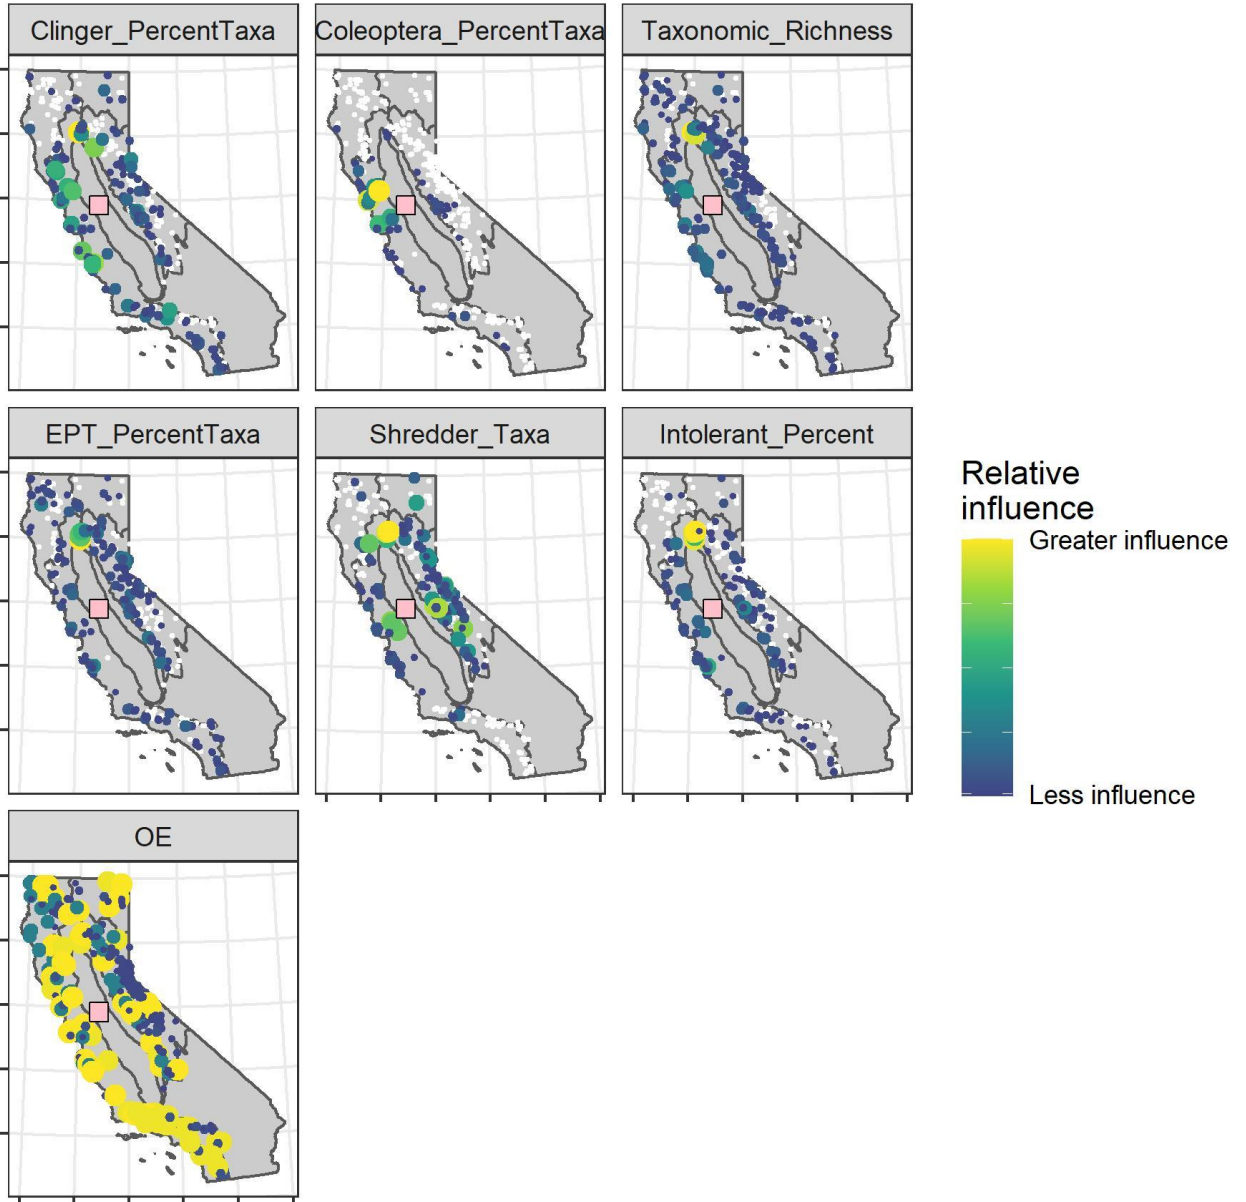 Clinger_PercentTaxa
Coleoptera_PercentTaxa
Taxonomic_Richness
EPT_PercentTaxa
Shredder_Taxa
Intolerant_Percent
Relative
influence
Greater influence
Less influence
OE